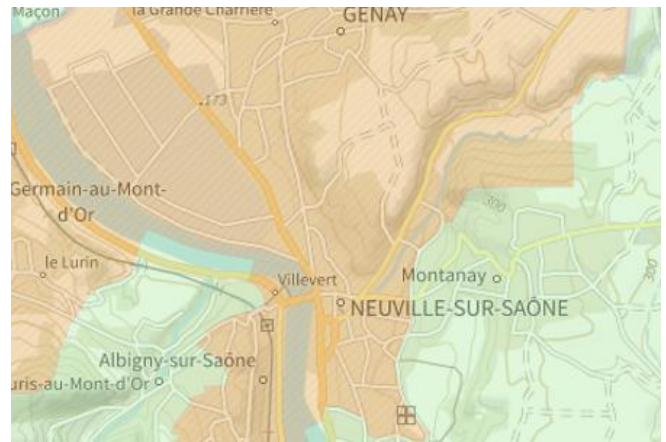 Mâcon
la Grande Charrière
GENAY
173
Germain-au-Mont-
d'Or
300
le Lurin
Villevert
Montanay
300
NEUVILLE-SUR-SAÔNE
Albigny-sur-Saône
uris-au-Mont-d'Or